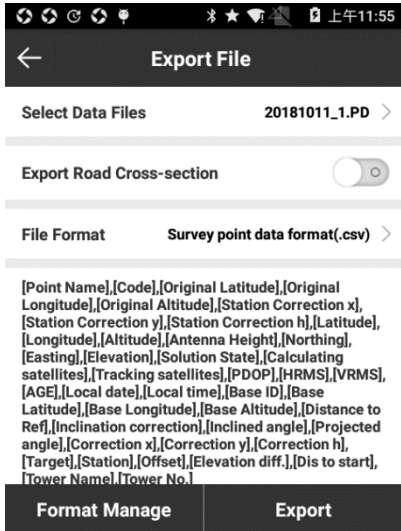 上午11:55
Export File
Select Data Files 20181011_1.PD
Export Road Cross-section
File Format Survey point data format(.csv)
[Point Name],[Code],[Original Latitude],[Original
Longitude],[Original Altitude],[Station Correction x],
[Station Correction y],[Station Correction h],[Latitude],
[Longitude],[Altitude],[Antenna Height],[Northing],
[Easting],[Elevation],[Solution State],[Calculating
satellites],[Tracking satellites],[PDOP],[HRMS],[VRMS],
[AGE],[Local date],[Local time],[Base ID],[Base
Latitude],[Base Longitude],[Base Altitude],[Distance to
Ref],[Inclination correction],[Inclined angle],[Projected
angle],[Correction x],[Correction y],[Correction h],
[Target],[Station],[Offset],[Elevation diff.],[Dis to start],
[Tower Name],[Tower No.]
Format Manage Export